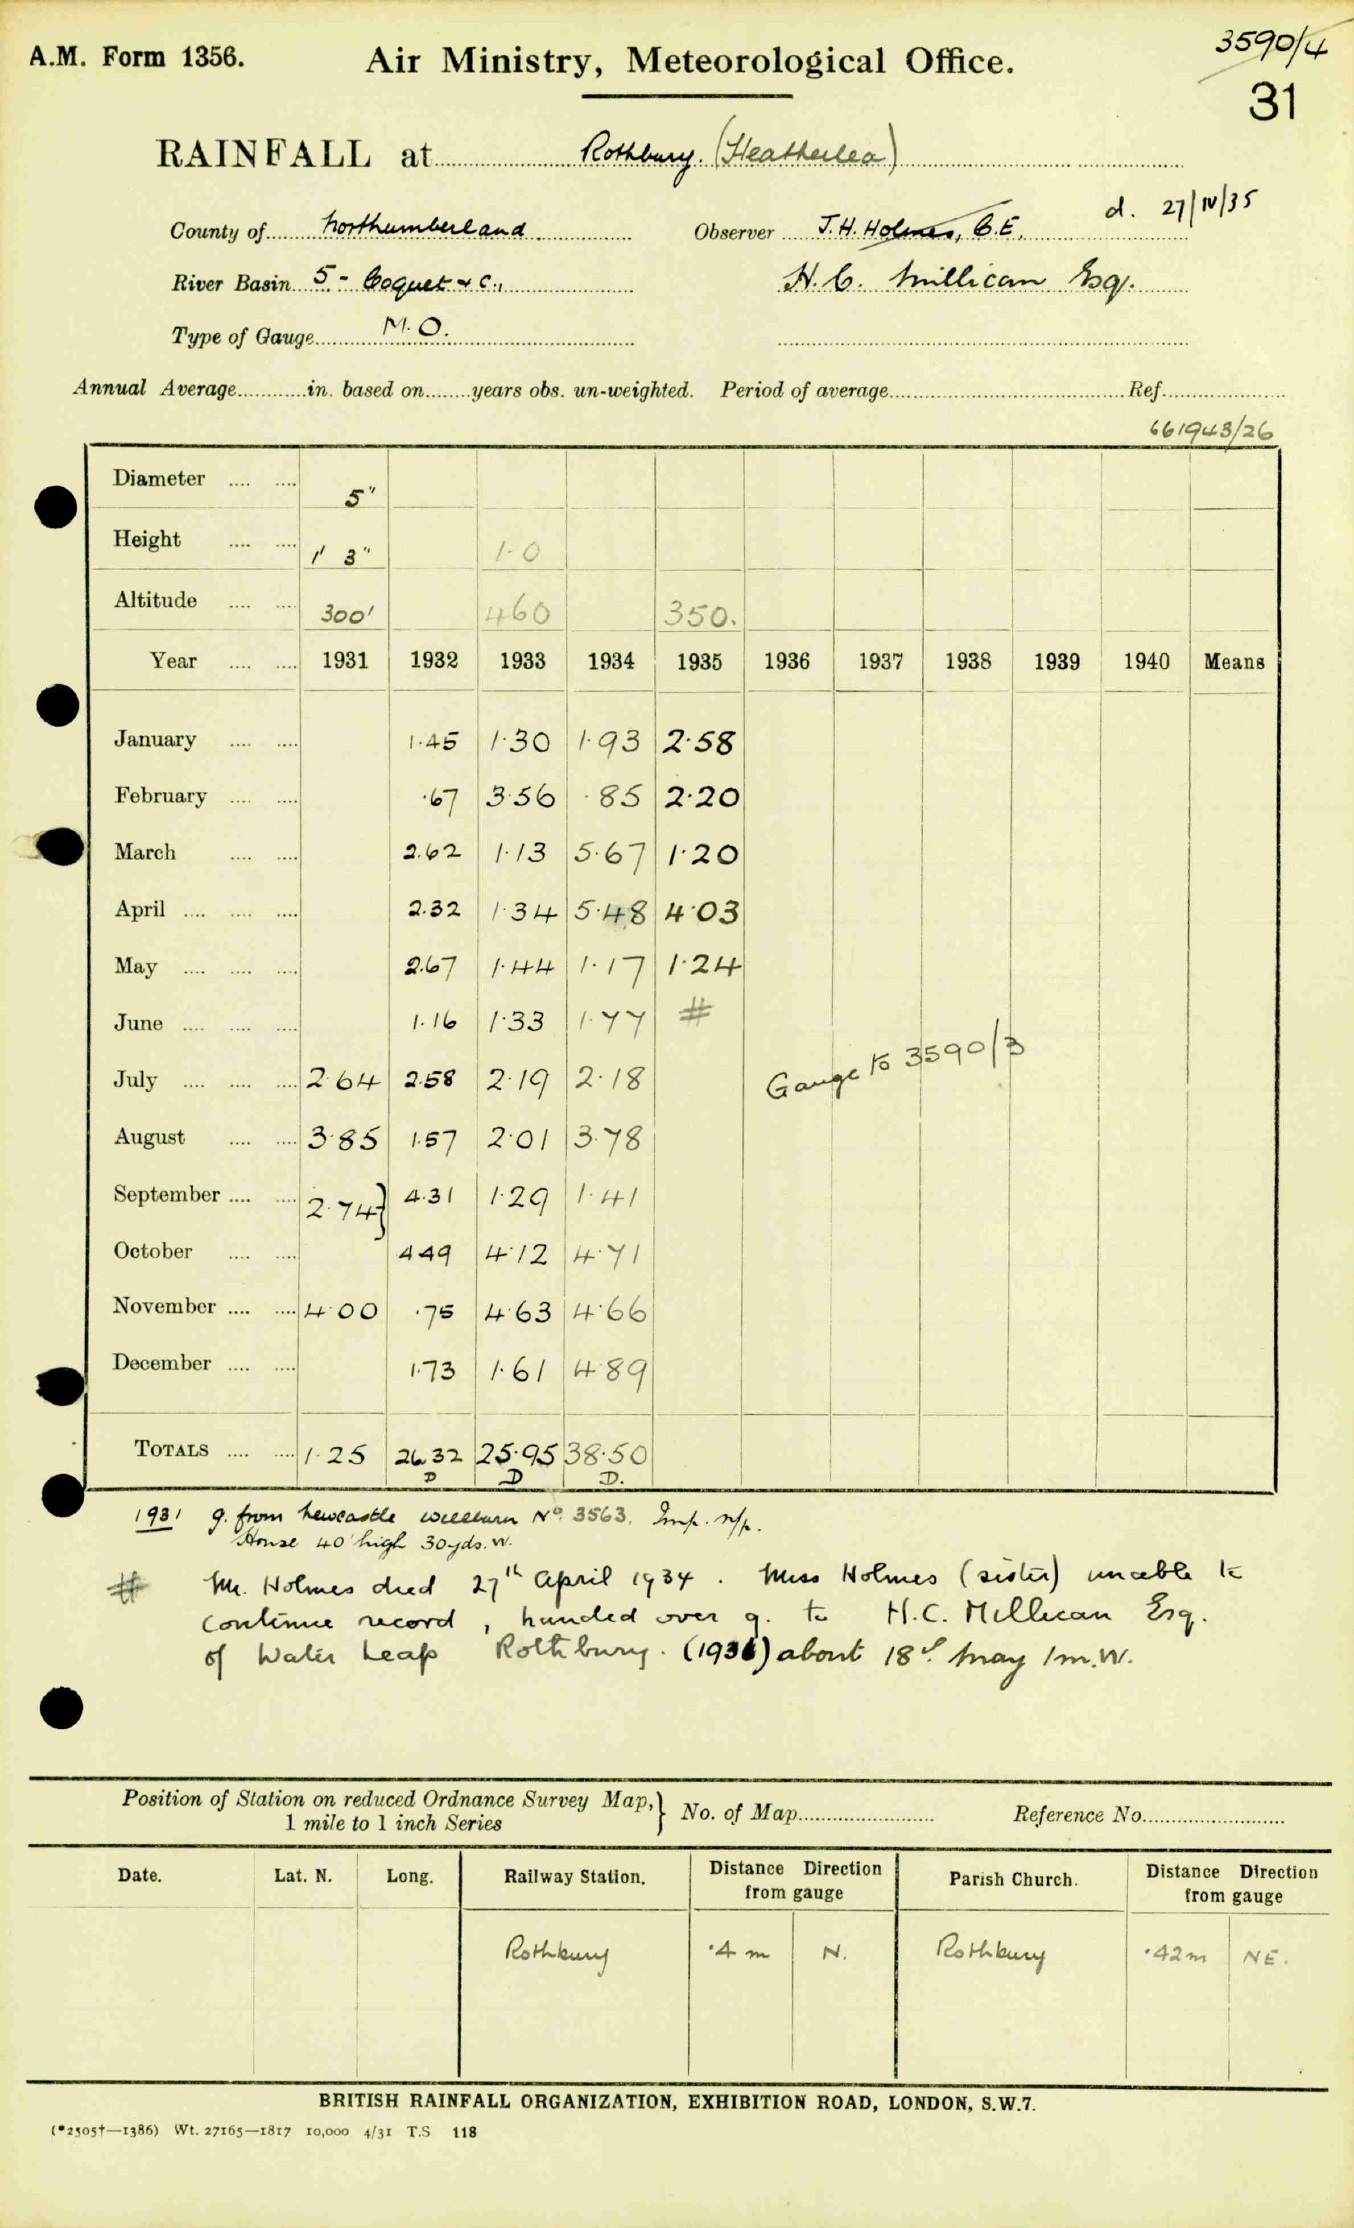 3590/4
A.M. Form 1356. Air Ministry, Meteorological Office.
31
RAINFALL at Rothbury. (Heatherlea)
d. 27/IV/35
County of Northumberland Observer J.H. Holmes, C.E.
River Basin 5 - Coquet & c., H. C. Millican Esq.
Type of Gauge M.O.
Annual Average in. based on years obs. un-weighted. Period of average Ref.
661943/26
Diameter 5"
Height 1' 3" 1.0
Altitude 300' 460 350.
Year 1931 1932 1933 1934 1935 1936 1937 1938 1939 1940 Means
January 1.45 1.30 1.93 2.58
February .67 3.56 .85 2.20
March 2.62 1.13 5.67 1.20
April 2.32 1.34 5.48 4.03
May 2.67 1.44 1.17 1.24
June 1.16 1.33 1.77 #
Gauge to 3590/3
July 2.64 2.58 2.19 2.18
August 3.85 1.57 2.01 3.78
September 2.74} 4.31 1.29 1.41
October 4.49 4.12 4.71
November 4.00 .75 4.63 4.66
December 1.73 1.61 4.89
TOTALS 1.25 26.32 25.95 38.50
D D D.
1931 g. from Newcastle No. 3563. Imp. n/p.
House 40' high 30yds. W.
# Mr. Holmes died 27th April 1934. Miss Holmes (sister) unable to
continue record, handed over g. to H.C. Millican Esq.
of Water Leap Rothbury. (1936) about 18th May 1m. W.
Position of Station on reduced Ordnance Survey Map, } No. of Map Reference No.
1 mile to 1 inch Series
Date. Lat. N. Long. Railway Station. Distance Direction from gauge Parish Church. Distance Direction from gauge
Rothbury .4 m N. Rothbury .42m NE.
BRITISH RAINFALL ORGANIZATION, EXHIBITION ROAD, LONDON, S.W.7.
(*2505†—1386) Wt. 27165—1817 10,000 4/31 T.S 118